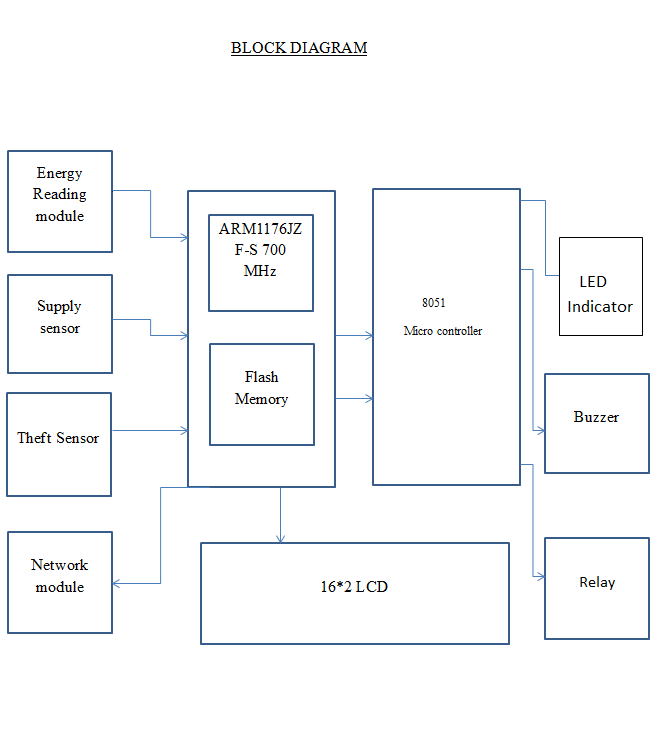 BLOCK DIAGRAM
Energy
Reading
module
ARM1176JZ
F-S 700
MHz
Supply
sensor
8051
Micro controller
LED
Indicator
Flash
Memory
Theft Sensor
Buzzer
Network
module
16*2 LCD
Relay